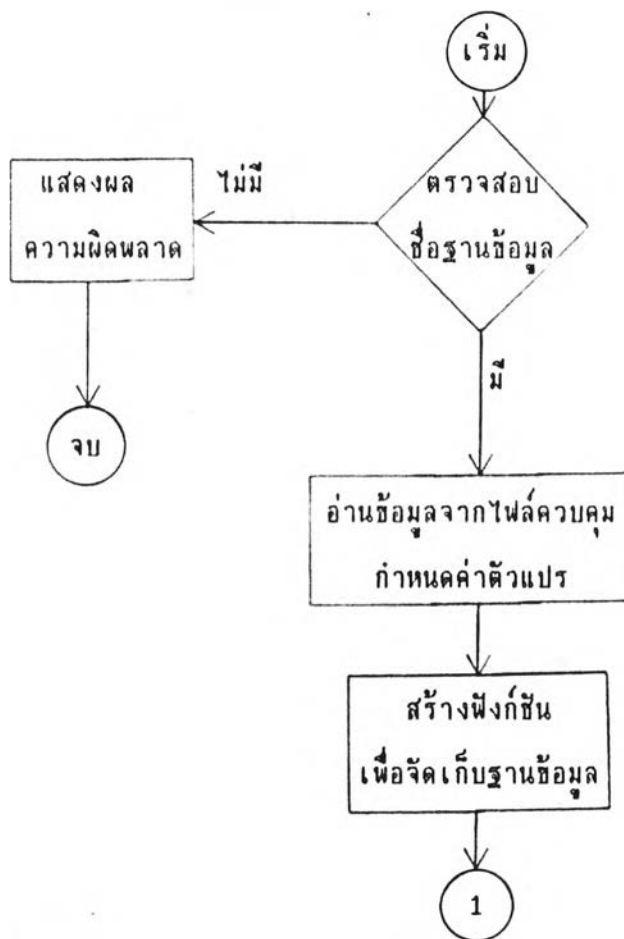 เริ่ม
ตรวจสอบ
ชื่อฐานข้อมูล
ไม่มี
แสดงผล
ความผิดพลาด
จบ
มี
อ่านข้อมูลจากไฟล์ควบคุม
กำหนดค่าตัวแปร
สร้างฟังก์ชัน
เพื่อจัดเก็บฐานข้อมูล
1